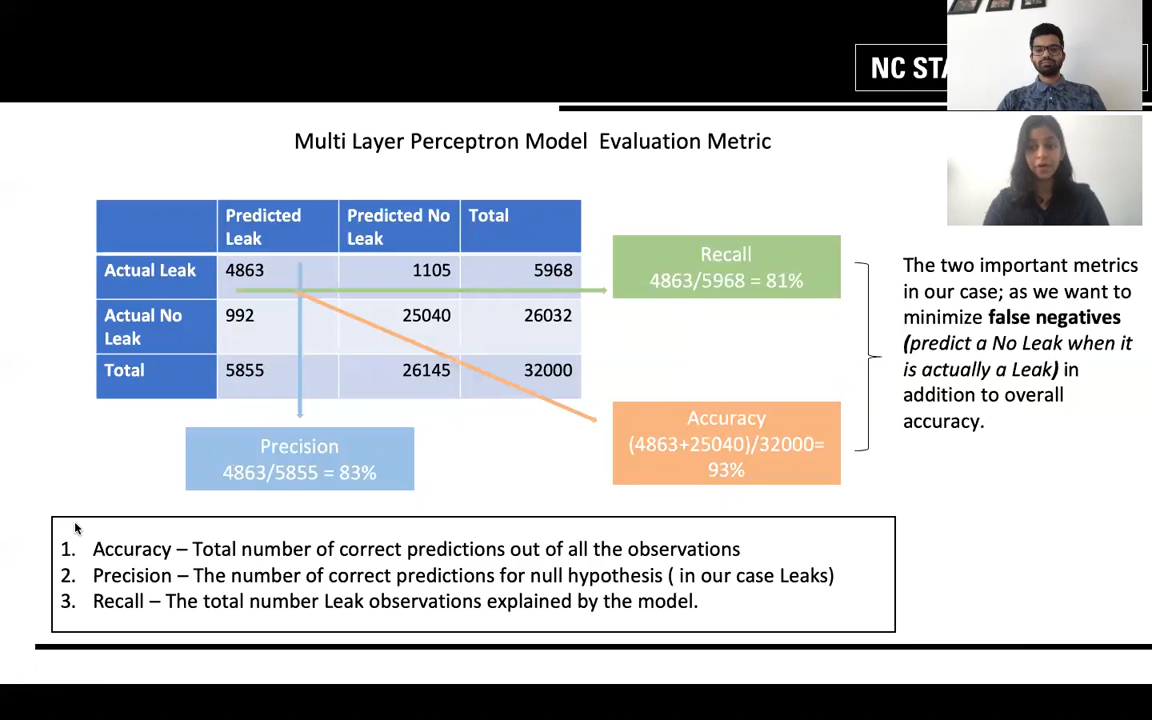 NC STA
Multi Layer Perceptron Model Evaluation Metric
Predicted Leak Predicted No Leak Total
Actual Leak 4863 1105 5968
Actual No Leak 992 25040 26032
Total 5855 26145 32000
Recall
4863/5968 = 81%
Accuracy
(4863+25040)/32000=
93%
Precision
4863/5855 = 83%
The two important metrics
in our case; as we want to
minimize false negatives
(predict a No Leak when it
is actually a Leak) in
addition to overall
accuracy.
1. Accuracy – Total number of correct predictions out of all the observations
2. Precision – The number of correct predictions for null hypothesis ( in our case Leaks)
3. Recall – The total number Leak observations explained by the model.